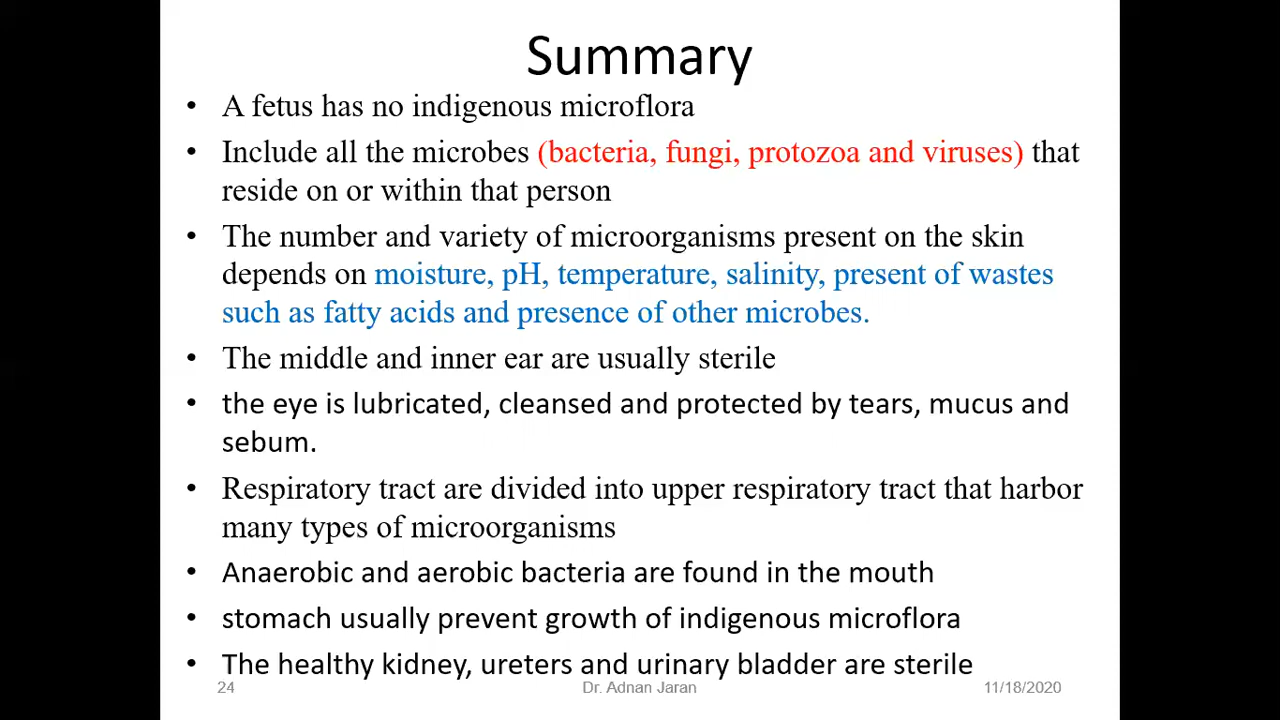 Summary
• A fetus has no indigenous microflora
• Include all the microbes (bacteria, fungi, protozoa and viruses) that
reside on or within that person
• The number and variety of microorganisms present on the skin
depends on moisture, pH, temperature, salinity, present of wastes
such as fatty acids and presence of other microbes.
• The middle and inner ear are usually sterile
• the eye is lubricated, cleansed and protected by tears, mucus and
sebum.
• Respiratory tract are divided into upper respiratory tract that harbor
many types of microorganisms
• Anaerobic and aerobic bacteria are found in the mouth
• stomach usually prevent growth of indigenous microflora
• The healthy kidney, ureters and urinary bladder are sterile
24 Dr. Adnan Jaran 11/18/2020